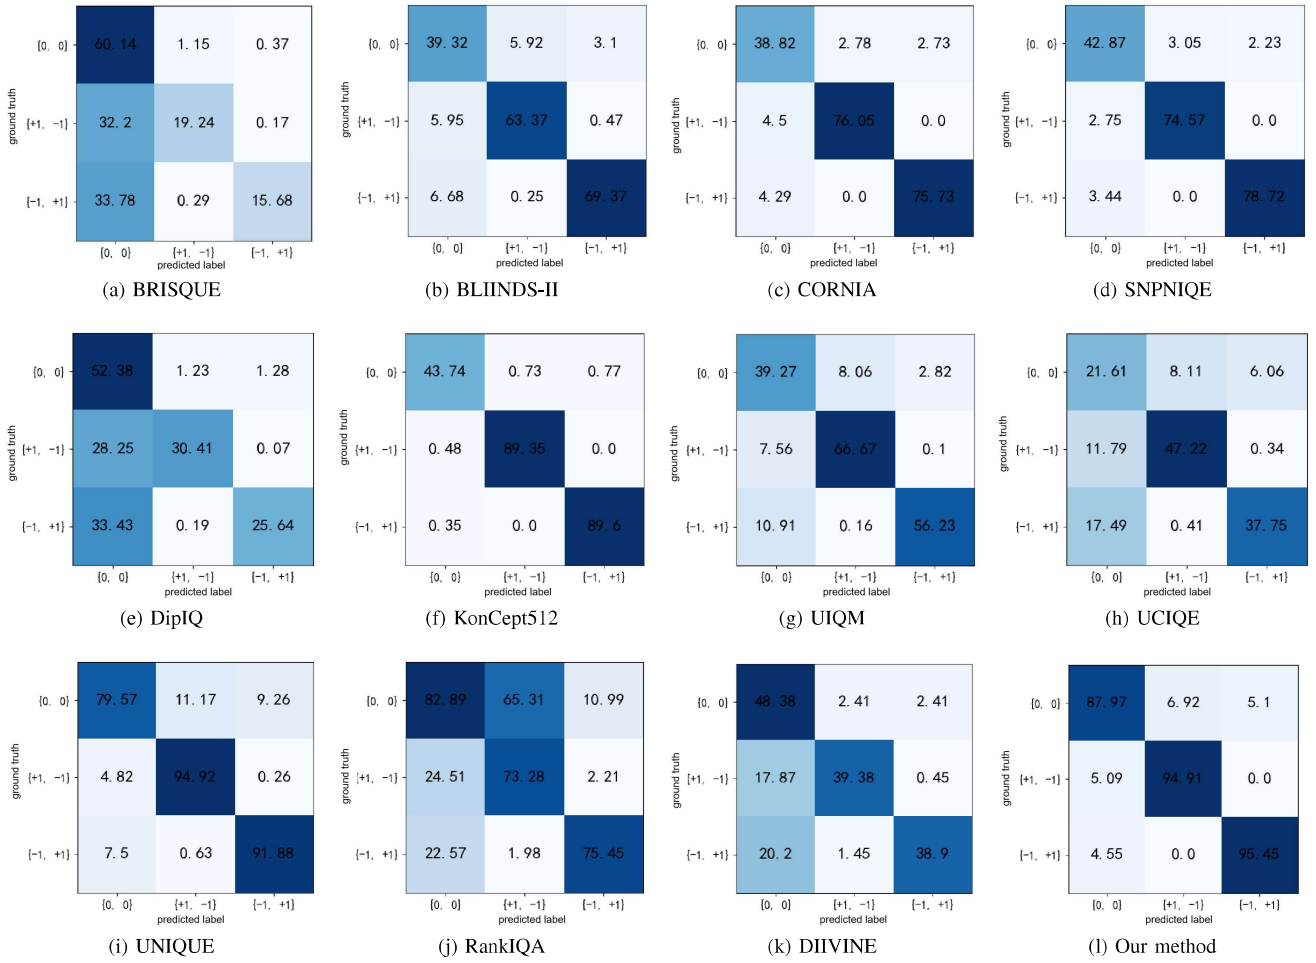 {0, 0} 60.14 1.15 0.37
{+1, −1} 32.2 19.24 0.17
{−1, +1} 33.78 0.29 15.68
{0, 0} {+1, −1} {−1, +1}
ground truth
predicted label
(a) BRISQUE
{0, 0} 39.32 5.92 3.1
{+1, −1} 5.95 63.37 0.47
{−1, +1} 6.68 0.25 69.37
{0, 0} {+1, −1} {−1, +1}
ground truth
predicted label
(b) BLIINDS-II
{0, 0} 38.82 2.78 2.73
{+1, −1} 4.5 76.05 0.0
{−1, +1} 4.29 0.0 75.73
{0, 0} {+1, −1} {−1, +1}
ground truth
predicted label
(c) CORNIA
{0, 0} 42.87 3.05 2.23
{+1, −1} 2.75 74.57 0.0
{−1, +1} 3.44 0.0 78.72
{0, 0} {+1, −1} {−1, +1}
ground truth
predicted label
(d) SNPNIQE
{0, 0} 52.38 1.23 1.28
{+1, −1} 28.25 30.41 0.07
{−1, +1} 33.43 0.19 25.64
{0, 0} {+1, −1} {−1, +1}
ground truth
predicted label
(e) DipIQ
{0, 0} 43.74 0.73 0.77
{+1, −1} 0.48 89.35 0.0
{−1, +1} 0.35 0.0 89.6
{0, 0} {+1, −1} {−1, +1}
ground truth
predicted label
(f) KonCept512
{0, 0} 39.27 8.06 2.82
{+1, −1} 7.56 66.67 0.1
{−1, +1} 10.91 0.16 56.23
{0, 0} {+1, −1} {−1, +1}
ground truth
predicted label
(g) UIQM
{0, 0} 21.61 8.11 6.06
{+1, −1} 11.79 47.22 0.34
{−1, +1} 17.49 0.41 37.75
{0, 0} {+1, −1} {−1, +1}
ground truth
predicted label
(h) UCIQE
{0, 0} 79.57 11.17 9.26
{+1, −1} 4.82 94.92 0.26
{−1, +1} 7.5 0.63 91.88
{0, 0} {+1, −1} {−1, +1}
ground truth
predicted label
(i) UNIQUE
{0, 0} 82.89 65.31 10.99
{+1, −1} 24.51 73.28 2.21
{−1, +1} 22.57 1.98 75.45
{0, 0} {+1, −1} {−1, +1}
ground truth
predicted label
(j) RankIQA
{0, 0} 48.38 2.41 2.41
{+1, −1} 17.87 39.38 0.45
{−1, +1} 20.2 1.45 38.9
{0, 0} {+1, −1} {−1, +1}
ground truth
predicted label
(k) DIIVINE
{0, 0} 87.97 6.92 5.1
{+1, −1} 5.09 94.91 0.0
{−1, +1} 4.55 0.0 95.45
{0, 0} {+1, −1} {−1, +1}
ground truth
predicted label
(l) Our method